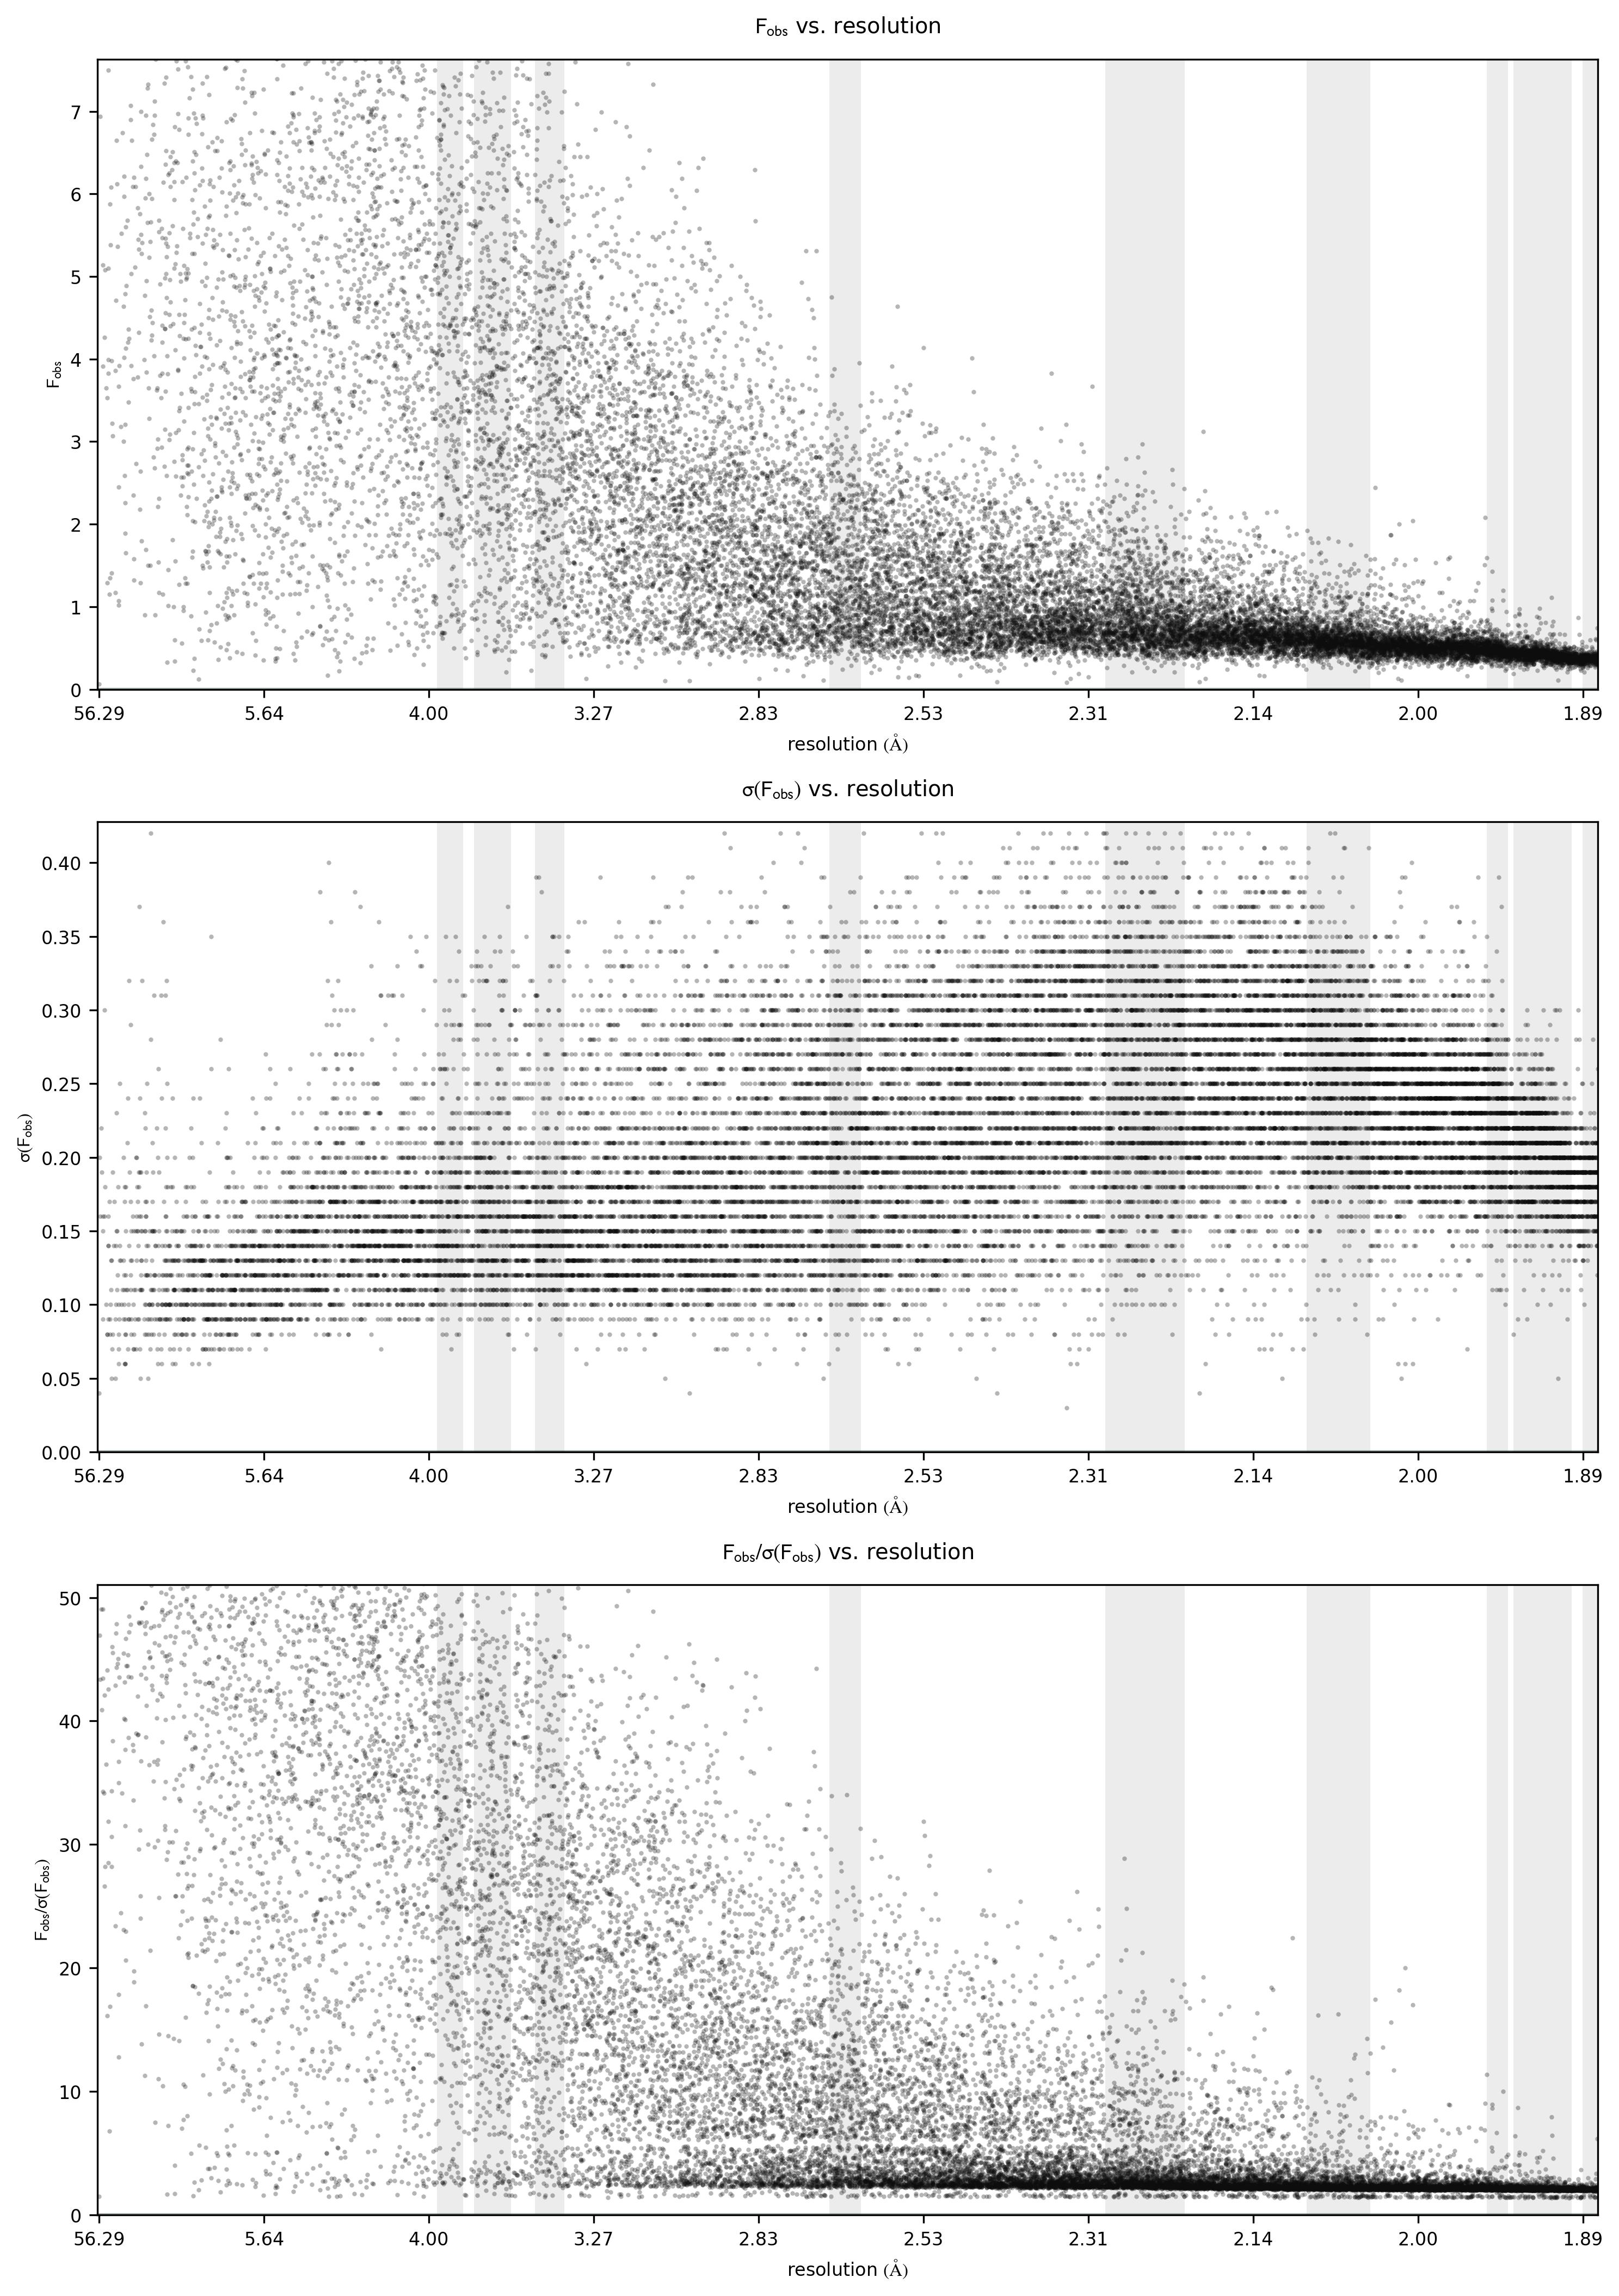 Fobs vs. resolution
7
6
5
4
3
2
1
0
Fobs
56.29 5.64 4.00 3.27 2.83 2.53 2.31 2.14 2.00 1.89
resolution (Å)
σ(Fobs) vs. resolution
0.40
0.35
0.30
0.25
0.20
0.15
0.10
0.05
0.00
σ(Fobs)
56.29 5.64 4.00 3.27 2.83 2.53 2.31 2.14 2.00 1.89
resolution (Å)
Fobs/σ(Fobs) vs. resolution
50
40
30
20
10
0
Fobs/σ(Fobs)
56.29 5.64 4.00 3.27 2.83 2.53 2.31 2.14 2.00 1.89
resolution (Å)